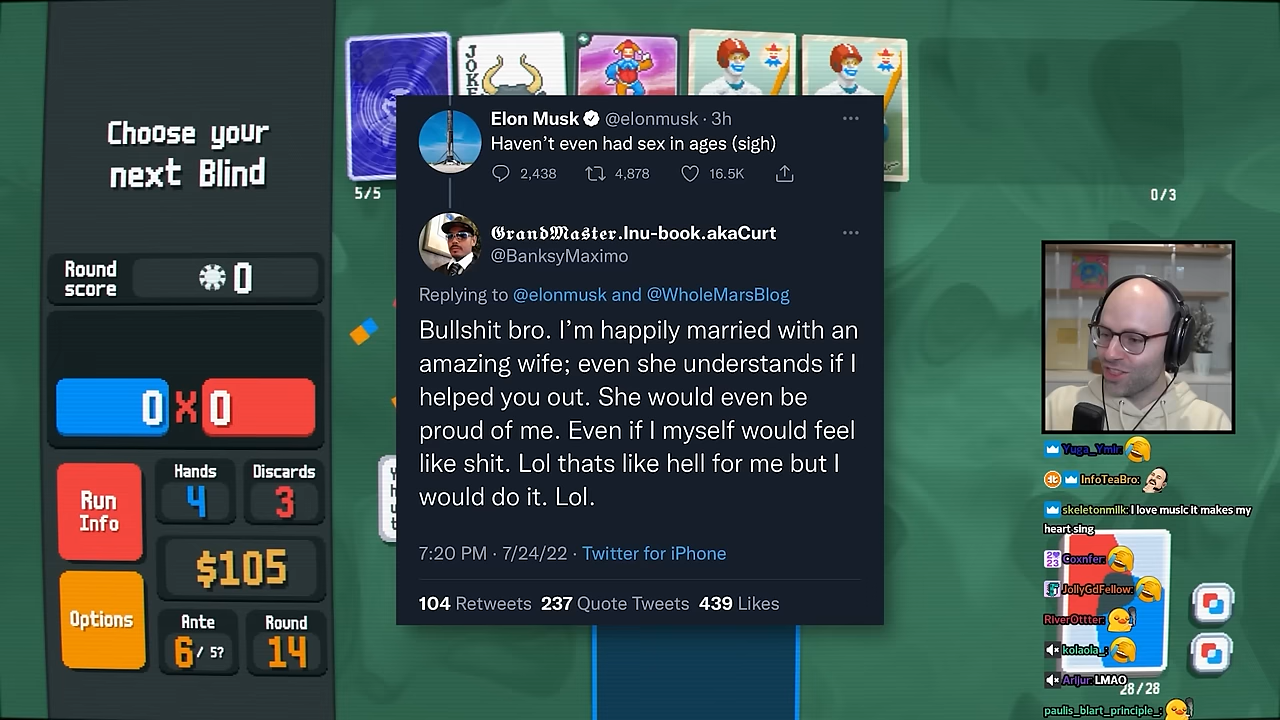 Choose your
next Blind
Round
score
0
0 X 0
Run
Info
Hands
4
Discards
3
$105
Options
Ante
6 / 5?
Round
14
5/5
JOKE
0/3
Elon Musk @elonmusk · 3h
Haven’t even had sex in ages (sigh)
2,438 4,878 16.5K
𝕲𝖗𝖆𝖓𝖉𝕸𝖆𝖘𝖙𝖊𝖗.Inu-book.akaCurt
@BanksyMaximo
Replying to @elonmusk and @WholeMarsBlog
Bullshit bro. I’m happily married with an
amazing wife; even she understands if I
helped you out. She would even be
proud of me. Even if I myself would feel
like shit. Lol thats like hell for me but I
would do it. Lol.
7:20 PM · 7/24/22 · Twitter for iPhone
104 Retweets 237 Quote Tweets 439 Likes
Yuga_Ymir:
InfoTeaBro:
skeletonmilk: I love music it makes my
heart sing
Coxnfer:
JollyGdFellow:
RiverOttter:
kolaola_:
Arljur: LMAO
28/28
paulis_blart_principle_: